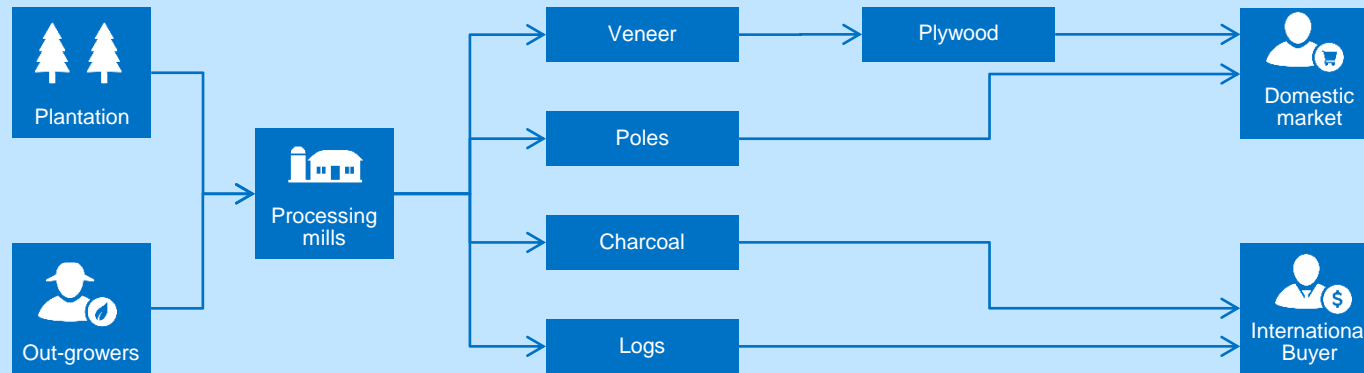 Plantation
Out-growers
Processing
mills
Veneer
Plywood
Poles
Charcoal
Logs
Domestic
market
$
Internationa
Buyer